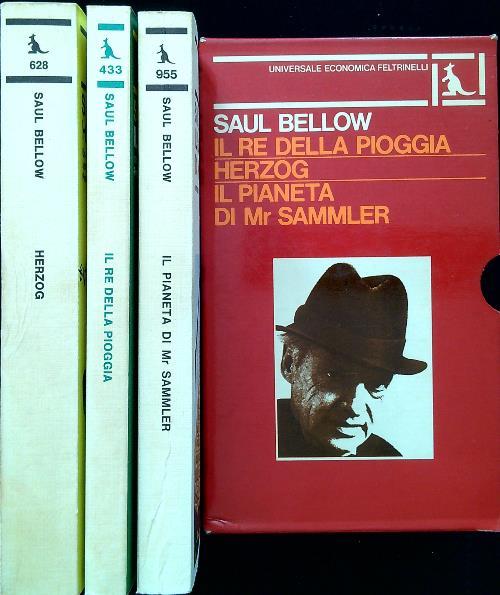 628
SAUL BELLOW
HERZOG
433
SAUL BELLOW
IL RE DELLA PIOGGIA
955
SAUL BELLOW
IL PIANETA DI Mr SAMMLER
UNIVERSALE ECONOMICA FELTRINELLI
SAUL BELLOW
IL RE DELLA PIOGGIA
HERZOG
IL PIANETA
DI Mr SAMMLER